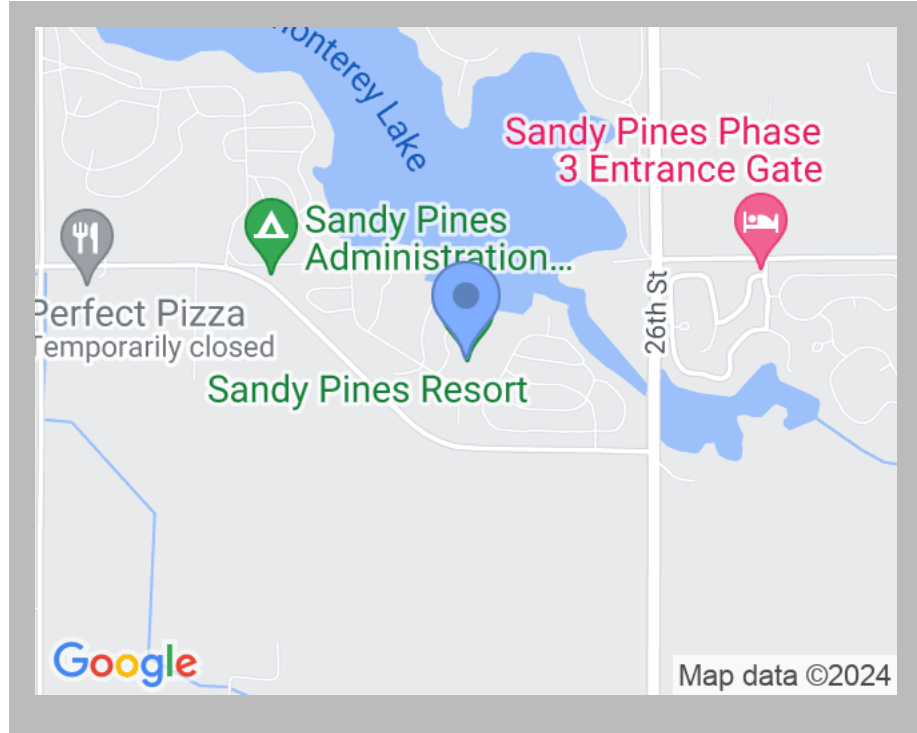 onterey Lake
Sandy Pines Phase
3 Entrance Gate
Sandy Pines
Administration...
26th St
Perfect Pizza
Temporarily closed
Sandy Pines Resort
Google
Map data ©2024